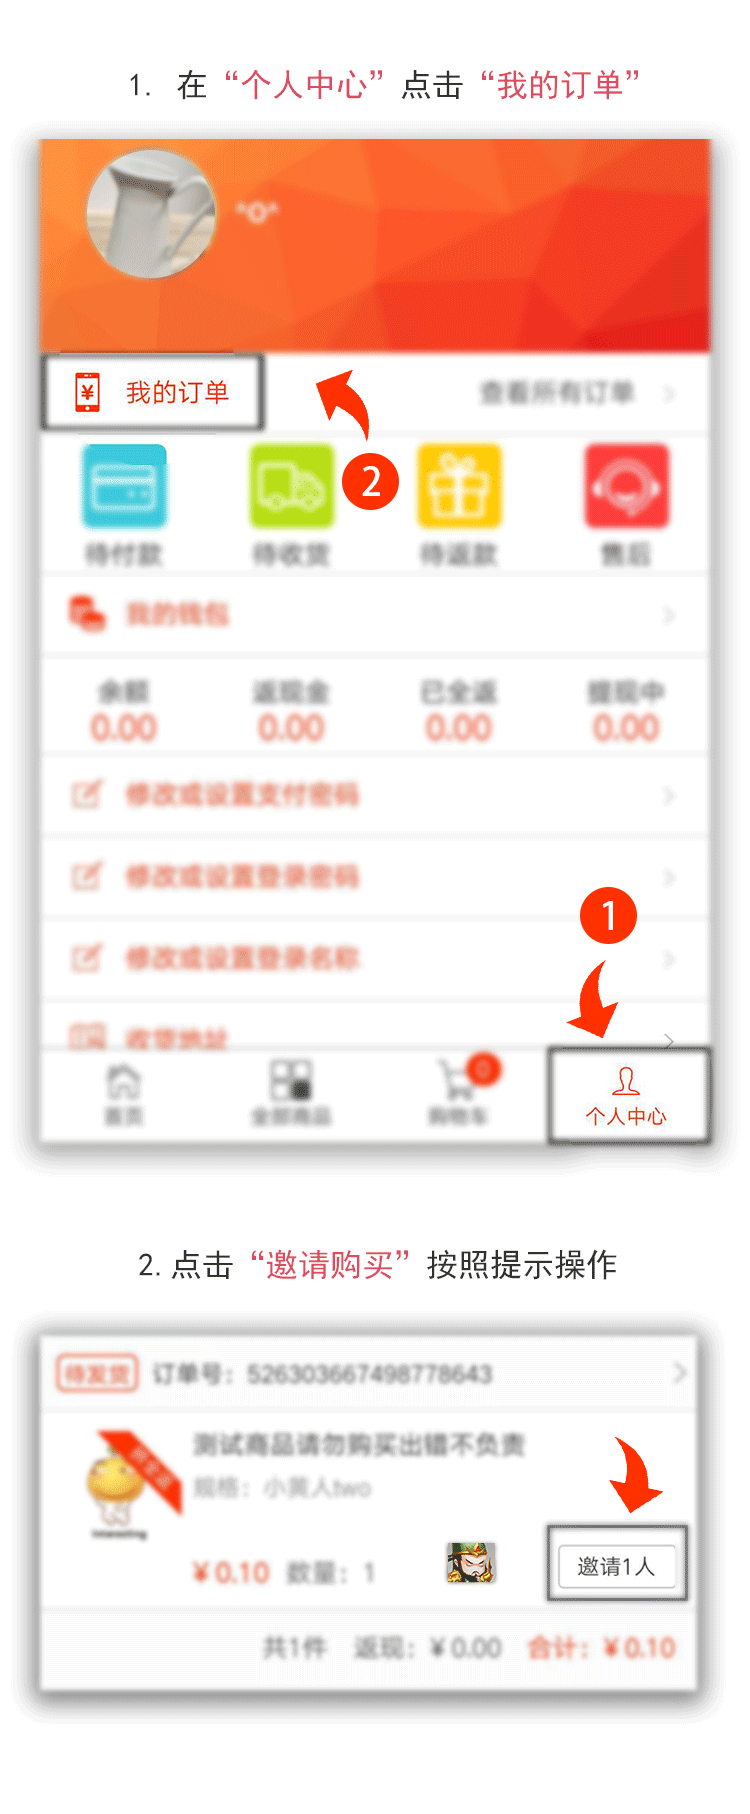 1. 在“个人中心”点击“我的订单”
^O^
我的订单
查看所有订单
2
待付款 待收货 待返款 售后
我的钱包
余额 返现金 已全返 提现中
0.00 0.00 0.00 0.00
修改或设置支付密码
修改或设置登录密码
1
修改或设置登录名称
收货地址
首页 全部商品 购物车 0 个人中心
2.点击“邀请购买”按照提示操作
待发货 订单号：526303667498778643
测试商品请勿购买出错不负责
规格：小黄人two
Interesting
¥0.10 数量：1 邀请1人
共1件 返现：¥0.00 合计：¥0.10